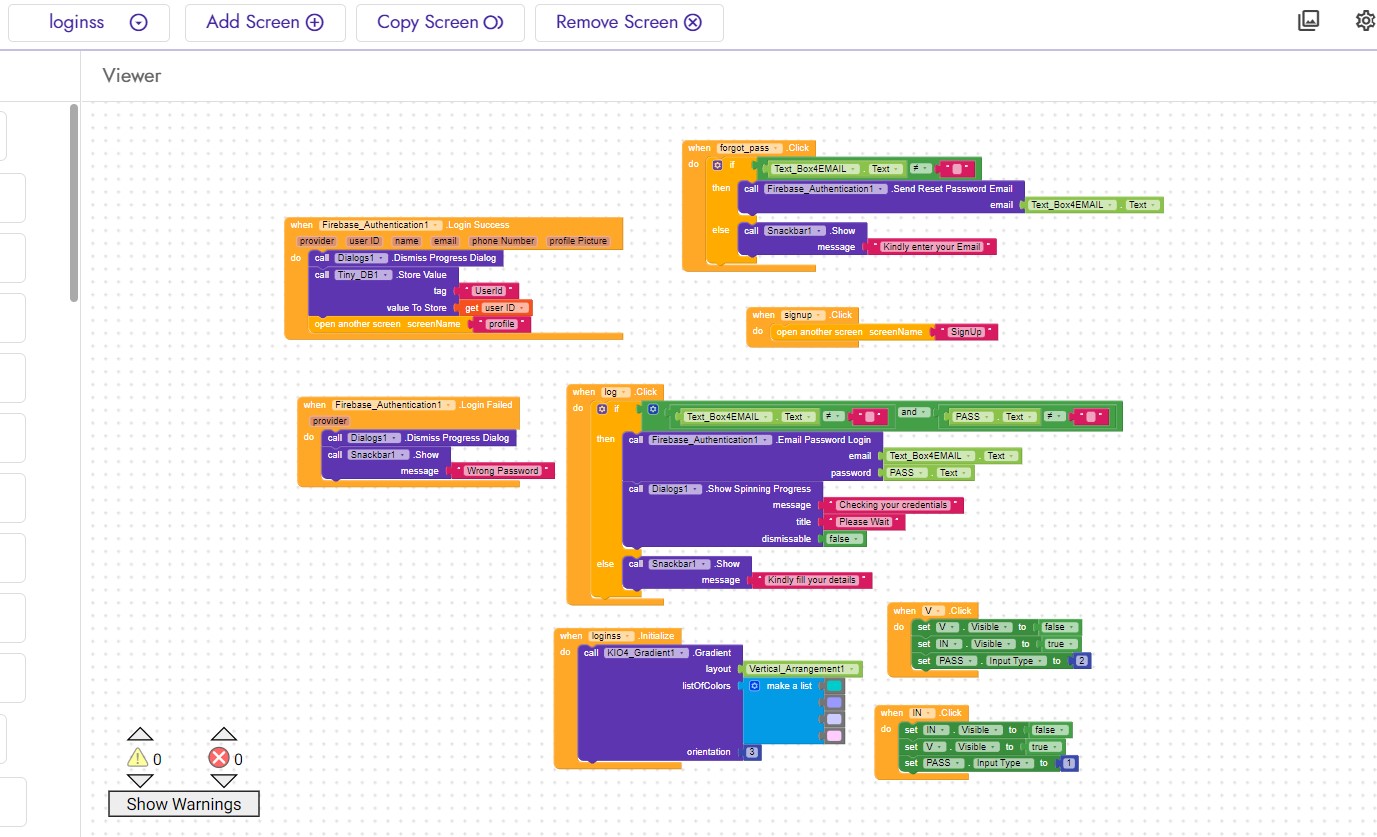 loginss
Add Screen
Copy Screen
Remove Screen
Viewer
when forgot_pass .Click
do if Text_Box4EMAIL . Text ≠ " "
then call Firebase_Authentication1 .Send Reset Password Email
email Text_Box4EMAIL . Text
else call Snackbar1 .Show
message " Kindly enter your Email "
when Firebase_Authentication1 .Login Success
provider user ID name email phone Number profile Picture
do call Dialogs1 .Dismiss Progress Dialog
call Tiny_DB1 .Store Value
tag " UserId "
value To Store get user ID
open another screen screenName " profile "
when signup .Click
do open another screen screenName " SignUp "
when Firebase_Authentication1 .Login Failed
provider
do call Dialogs1 .Dismiss Progress Dialog
call Snackbar1 .Show
message " Wrong Password "
when log .Click
do if Text_Box4EMAIL . Text ≠ " " and PASS . Text ≠ " "
then call Firebase_Authentication1 .Email Password Login
email Text_Box4EMAIL . Text
password PASS . Text
call Dialogs1 .Show Spinning Progress
message " Checking your credentials "
title " Please Wait "
dismissable false
else call Snackbar1 .Show
message " Kindly fill your details "
when loginss .Initialize
do call KIO4_Gradient1 .Gradient
layout Vertical_Arrangement1
listOfColors make a list
orientation 3
when V .Click
do set V . Visible to false
set IN . Visible to true
set PASS . Input Type to 2
when IN .Click
do set IN . Visible to false
set V . Visible to true
set PASS . Input Type to 1
0 0
Show Warnings